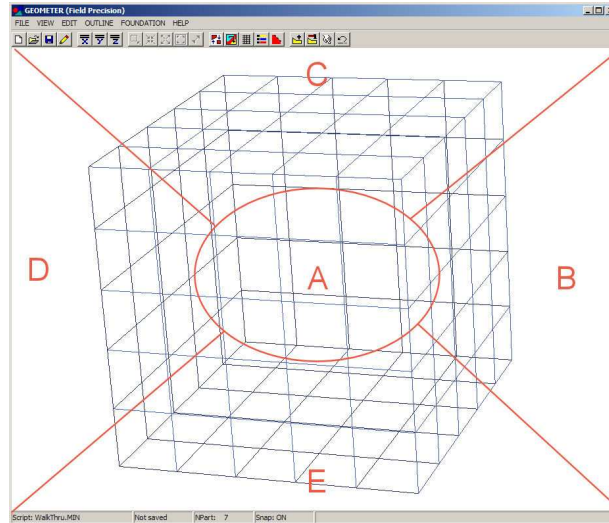 GEOMETER (Field Precision)
FILE VIEW EDIT OUTLINE FOUNDATION HELP
C
D
A
B
E
Script: WalkThru.MIN Not saved NPart: 7 Snap: ON